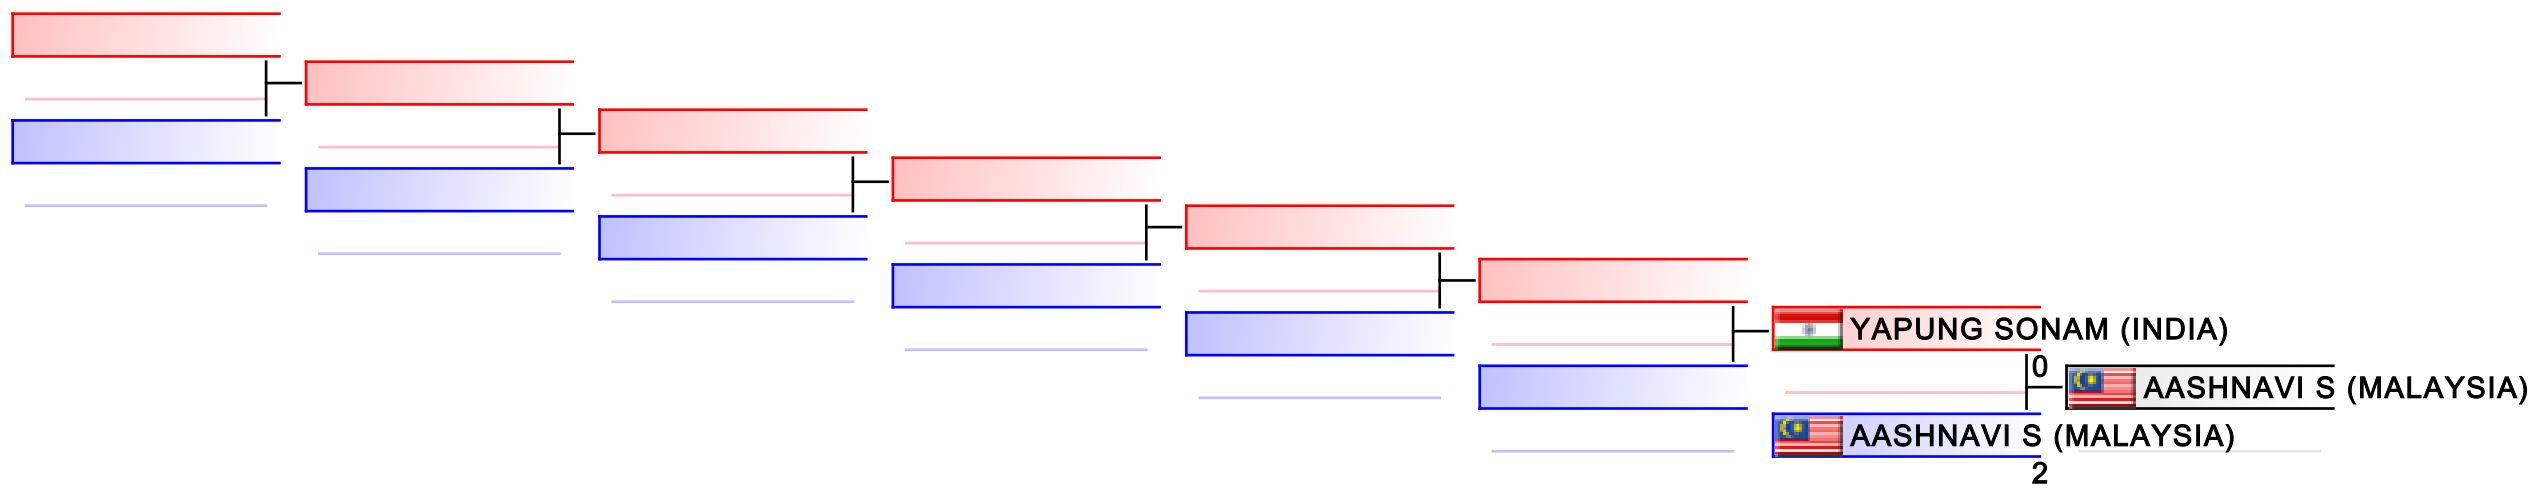 YAPUNG SONAM (INDIA)
0
AASHNAVI S (MALAYSIA)
AASHNAVI S (MALAYSIA)
2